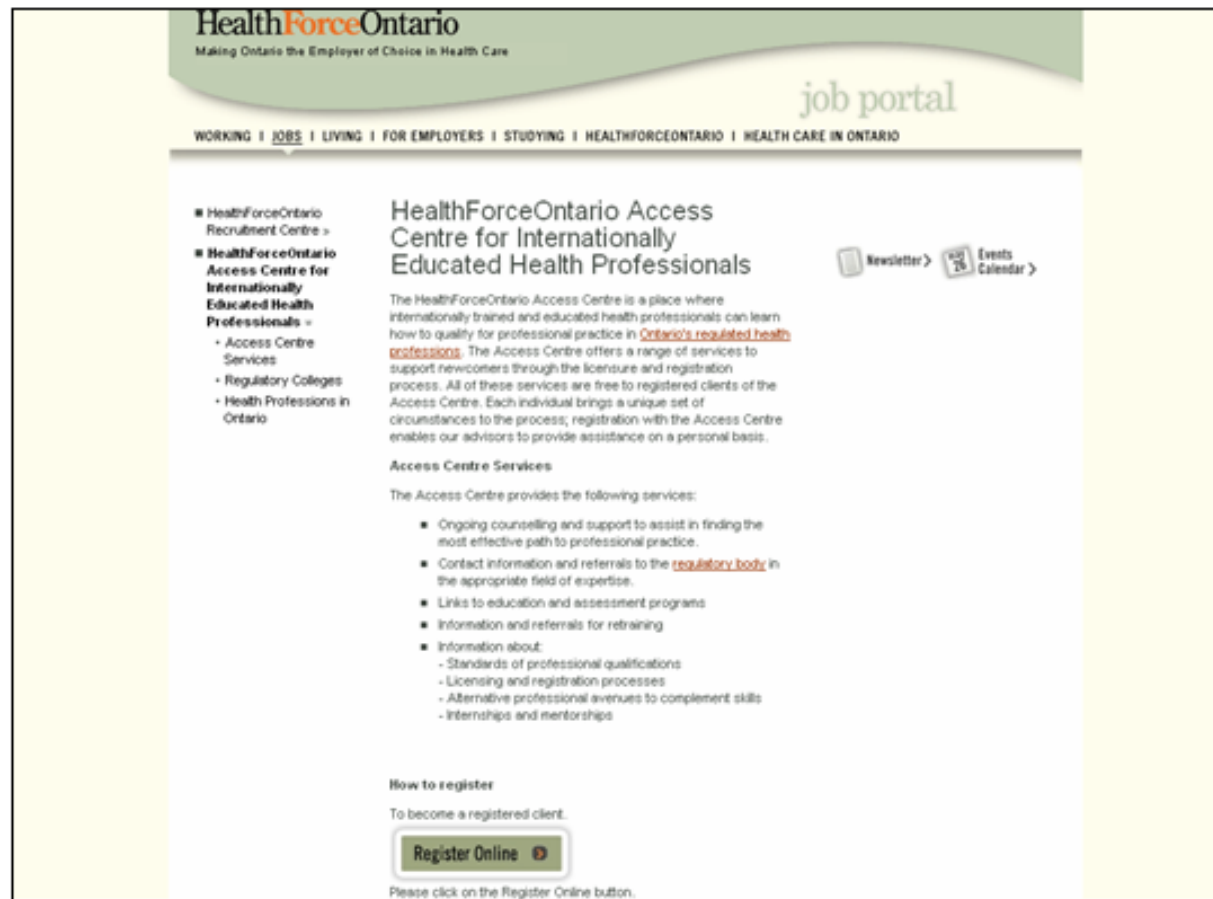 HealthForceOntario
Making Ontario the Employer of Choice in Health Care
job portal
WORKING | JOBS | LIVING | FOR EMPLOYERS | STUDYING | HEALTHFORCEONTARIO | HEALTH CARE IN ONTARIO
HealthForceOntario
Recruitment Centre »
HealthForceOntario
Access Centre for
Internationally
Educated Health
Professionals »
Access Centre
Services
Regulatory Colleges
Health Professions in
Ontario
HealthForceOntario Access
Centre for Internationally
Educated Health Professionals
The HealthForceOntario Access Centre is a place where
internationally trained and educated health professionals can learn
how to qualify for professional practice in Ontario's regulated health
professions. The Access Centre offers a range of services to
support newcomers through the licensure and registration
process. All of these services are free to registered clients of the
Access Centre. Each individual brings a unique set of
circumstances to the process; registration with the Access Centre
enables our advisors to provide assistance on a personal basis.
Access Centre Services
The Access Centre provides the following services:
Ongoing counselling and support to assist in finding the
most effective path to professional practice.
Contact information and referrals to the regulatory body in
the appropriate field of expertise.
Links to education and assessment programs
Information and referrals for retraining
Information about:
- Standards of professional qualifications
- Licensing and registration processes
- Alternative professional avenues to complement skills
- Internships and mentorships
How to register
To become a registered client.
Register Online
Please click on the Register Online button.
Newsletter >
26
Events
Calendar >